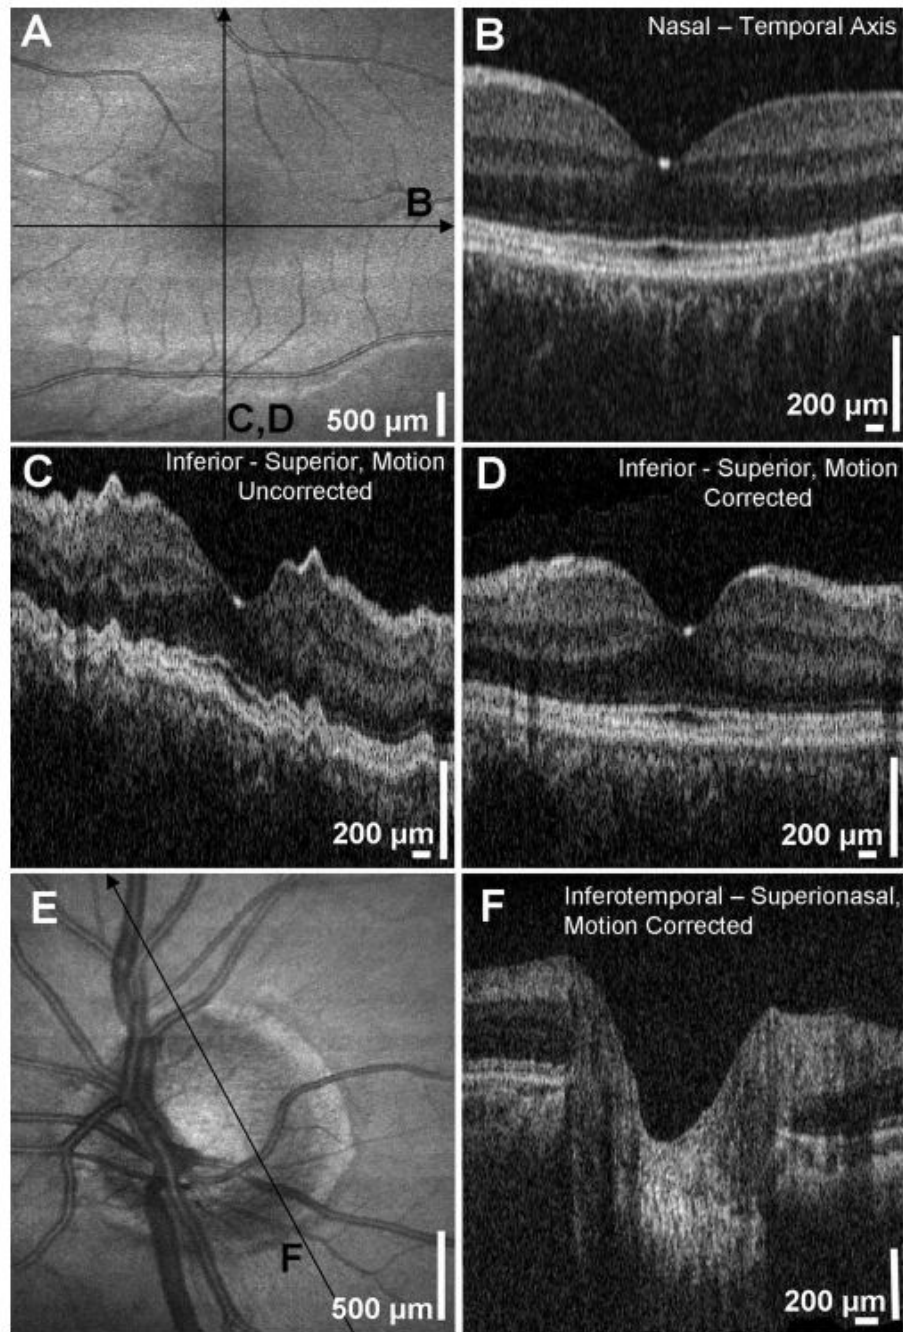 A
B
C,D
500 µm
B
Nasal – Temporal Axis
200 µm
C
Inferior - Superior, Motion
Uncorrected
200 µm
D
Inferior - Superior, Motion
Corrected
200 µm
E
F
500 µm
F
Inferotemporal – Superionasal,
Motion Corrected
200 µm